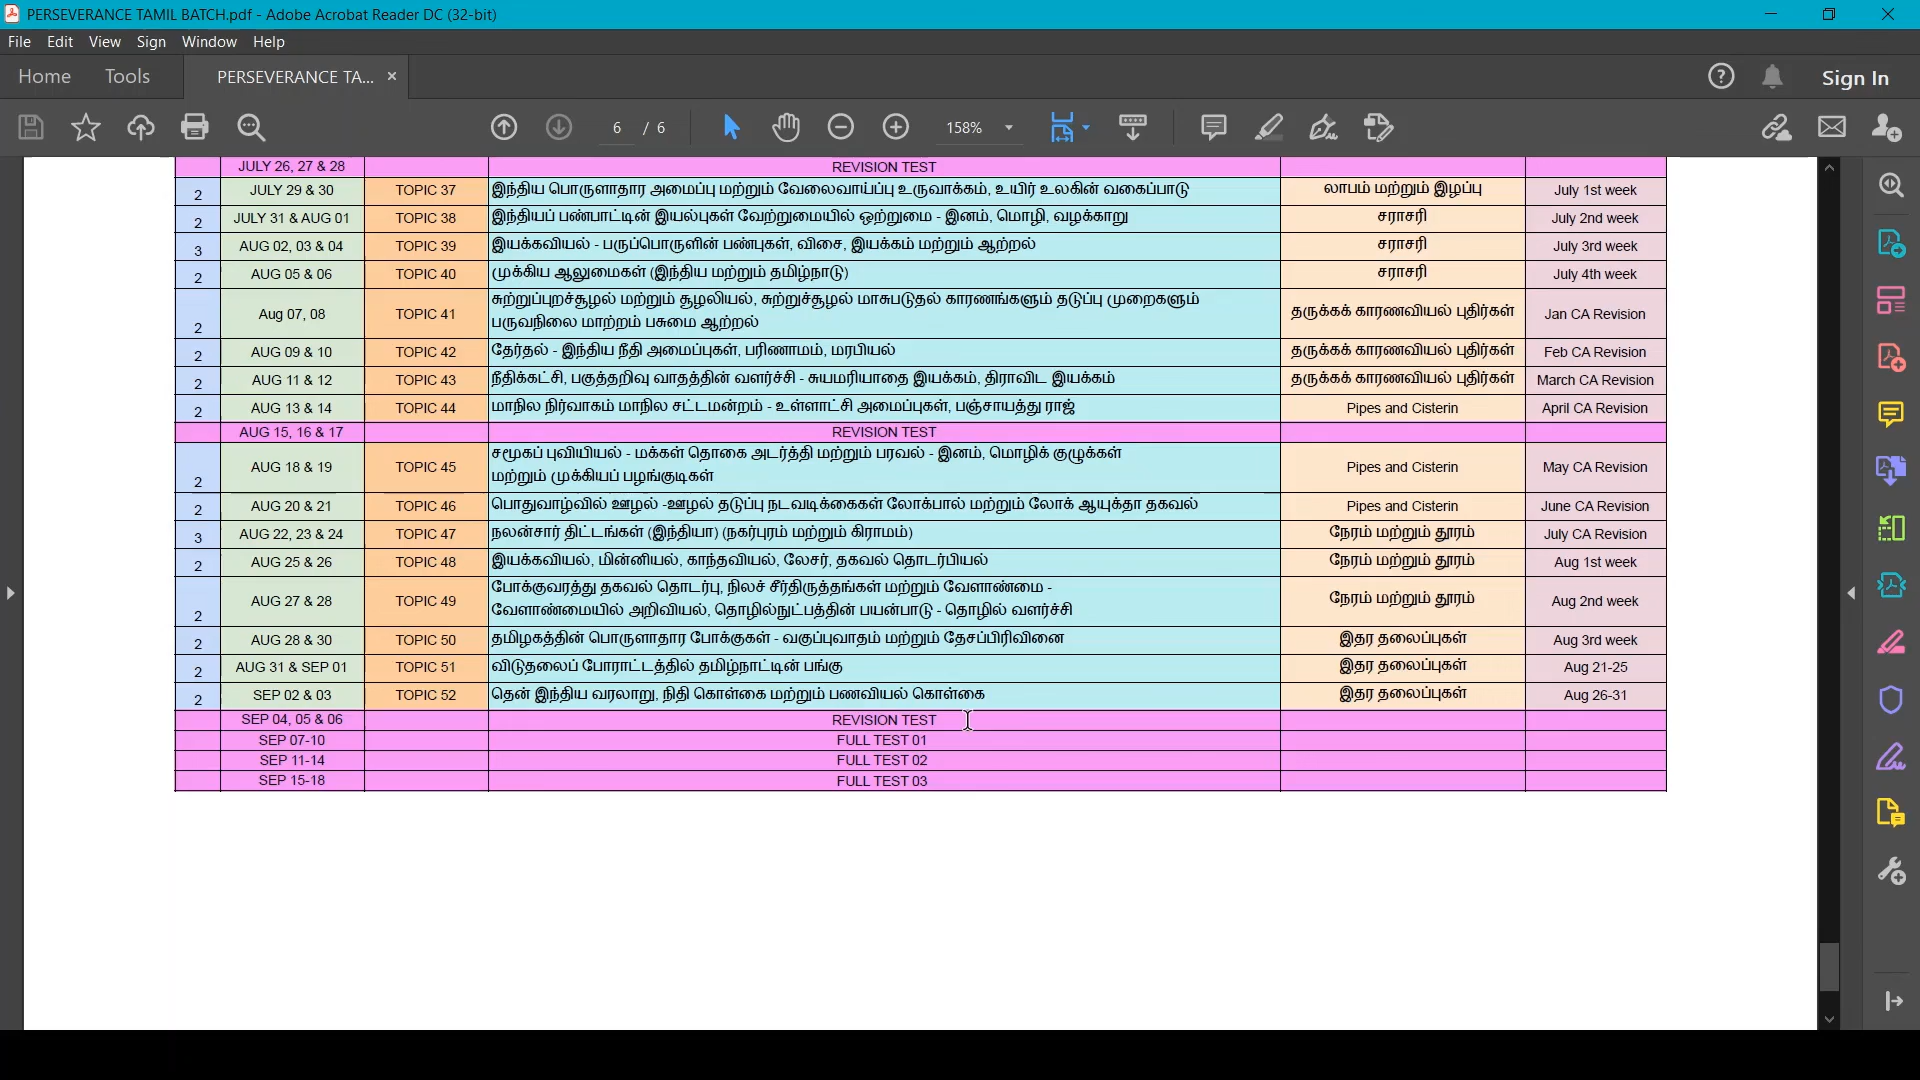 PERSEVERANCE TAMIL BATCH.pdf - Adobe Acrobat Reader DC (32-bit)
File Edit View Sign Window Help
Home Tools PERSEVERANCE TA... × Sign In
6 / 6 158%
JULY 26, 27 & 28 REVISION TEST
2 JULY 29 & 30 TOPIC 37 இந்திய பொருளாதார அமைப்பு மற்றும் வேலைவாய்ப்பு உருவாக்கம், உயிர் உலகின் வகைப்பாடு லாபம் மற்றும் இழப்பு July 1st week
2 JULY 31 & AUG 01 TOPIC 38 இந்தியப் பண்பாட்டின் இயல்புகள் வேற்றுமையில் ஒற்றுமை - இனம், மொழி, வழக்காறு சராசரி July 2nd week
3 AUG 02, 03 & 04 TOPIC 39 இயக்கவியல் - பருப்பொருளின் பண்புகள், விசை, இயக்கம் மற்றும் ஆற்றல் சராசரி July 3rd week
2 AUG 05 & 06 TOPIC 40 முக்கிய ஆலுமைகள் (இந்திய மற்றும் தமிழ்நாடு) சராசரி July 4th week
2 Aug 07, 08 TOPIC 41 சுற்றுப்புறச்சூழல் மற்றும் சூழலியல், சுற்றுச்சூழல் மாசுபடுதல் காரணங்களும் தடுப்பு முறைகளும்
பருவநிலை மாற்றம் பசுமை ஆற்றல் தருக்கக் காரணவியல் புதிர்கள் Jan CA Revision
2 AUG 09 & 10 TOPIC 42 தேர்தல் - இந்திய நீதி அமைப்புகள், பரிணாமம், மரபியல் தருக்கக் காரணவியல் புதிர்கள் Feb CA Revision
2 AUG 11 & 12 TOPIC 43 நீதிக்கட்சி, பகுத்தறிவு வாதத்தின் வளர்ச்சி - சுயமரியாதை இயக்கம், திராவிட இயக்கம் தருக்கக் காரணவியல் புதிர்கள் March CA Revision
2 AUG 13 & 14 TOPIC 44 மாநில நிர்வாகம் மாநில சட்டமன்றம் - உள்ளாட்சி அமைப்புகள், பஞ்சாயத்து ராஜ் Pipes and Cisterin April CA Revision
AUG 15, 16 & 17 REVISION TEST
2 AUG 18 & 19 TOPIC 45 சமூகப் புவியியல் - மக்கள் தொகை அடர்த்தி மற்றும் பரவல் - இனம், மொழிக் குழுக்கள்
மற்றும் முக்கியப் பழங்குடிகள் Pipes and Cisterin May CA Revision
2 AUG 20 & 21 TOPIC 46 பொதுவாழ்வில் ஊழல் -ஊழல் தடுப்பு நடவடிக்கைகள் லோக்பால் மற்றும் லோக் ஆயுக்தா தகவல் Pipes and Cisterin June CA Revision
3 AUG 22, 23 & 24 TOPIC 47 நலன்சார் திட்டங்கள் (இந்தியா) (நகர்புரம் மற்றும் கிராமம்) நேரம் மற்றும் தூரம் July CA Revision
2 AUG 25 & 26 TOPIC 48 இயக்கவியல், மின்னியல், காந்தவியல், லேசர், தகவல் தொடர்பியல் நேரம் மற்றும் தூரம் Aug 1st week
2 AUG 27 & 28 TOPIC 49 போக்குவரத்து தகவல் தொடர்பு, நிலச் சீர்திருத்தங்கள் மற்றும் வேளாண்மை -
வேளாண்மையில் அறிவியல், தொழில்நுட்பத்தின் பயன்பாடு - தொழில் வளர்ச்சி நேரம் மற்றும் தூரம் Aug 2nd week
2 AUG 28 & 30 TOPIC 50 தமிழகத்தின் பொருளாதார போக்குகள் - வகுப்புவாதம் மற்றும் தேசப்பிரிவினை இதர தலைப்புகள் Aug 3rd week
2 AUG 31 & SEP 01 TOPIC 51 விடுதலைப் போராட்டத்தில் தமிழ்நாட்டின் பங்கு இதர தலைப்புகள் Aug 21-25
2 SEP 02 & 03 TOPIC 52 தென் இந்திய வரலாறு, நிதி கொள்கை மற்றும் பணவியல் கொள்கை இதர தலைப்புகள் Aug 26-31
SEP 04, 05 & 06 REVISION TEST
SEP 07-10 FULL TEST 01
SEP 11-14 FULL TEST 02
SEP 15-18 FULL TEST 03